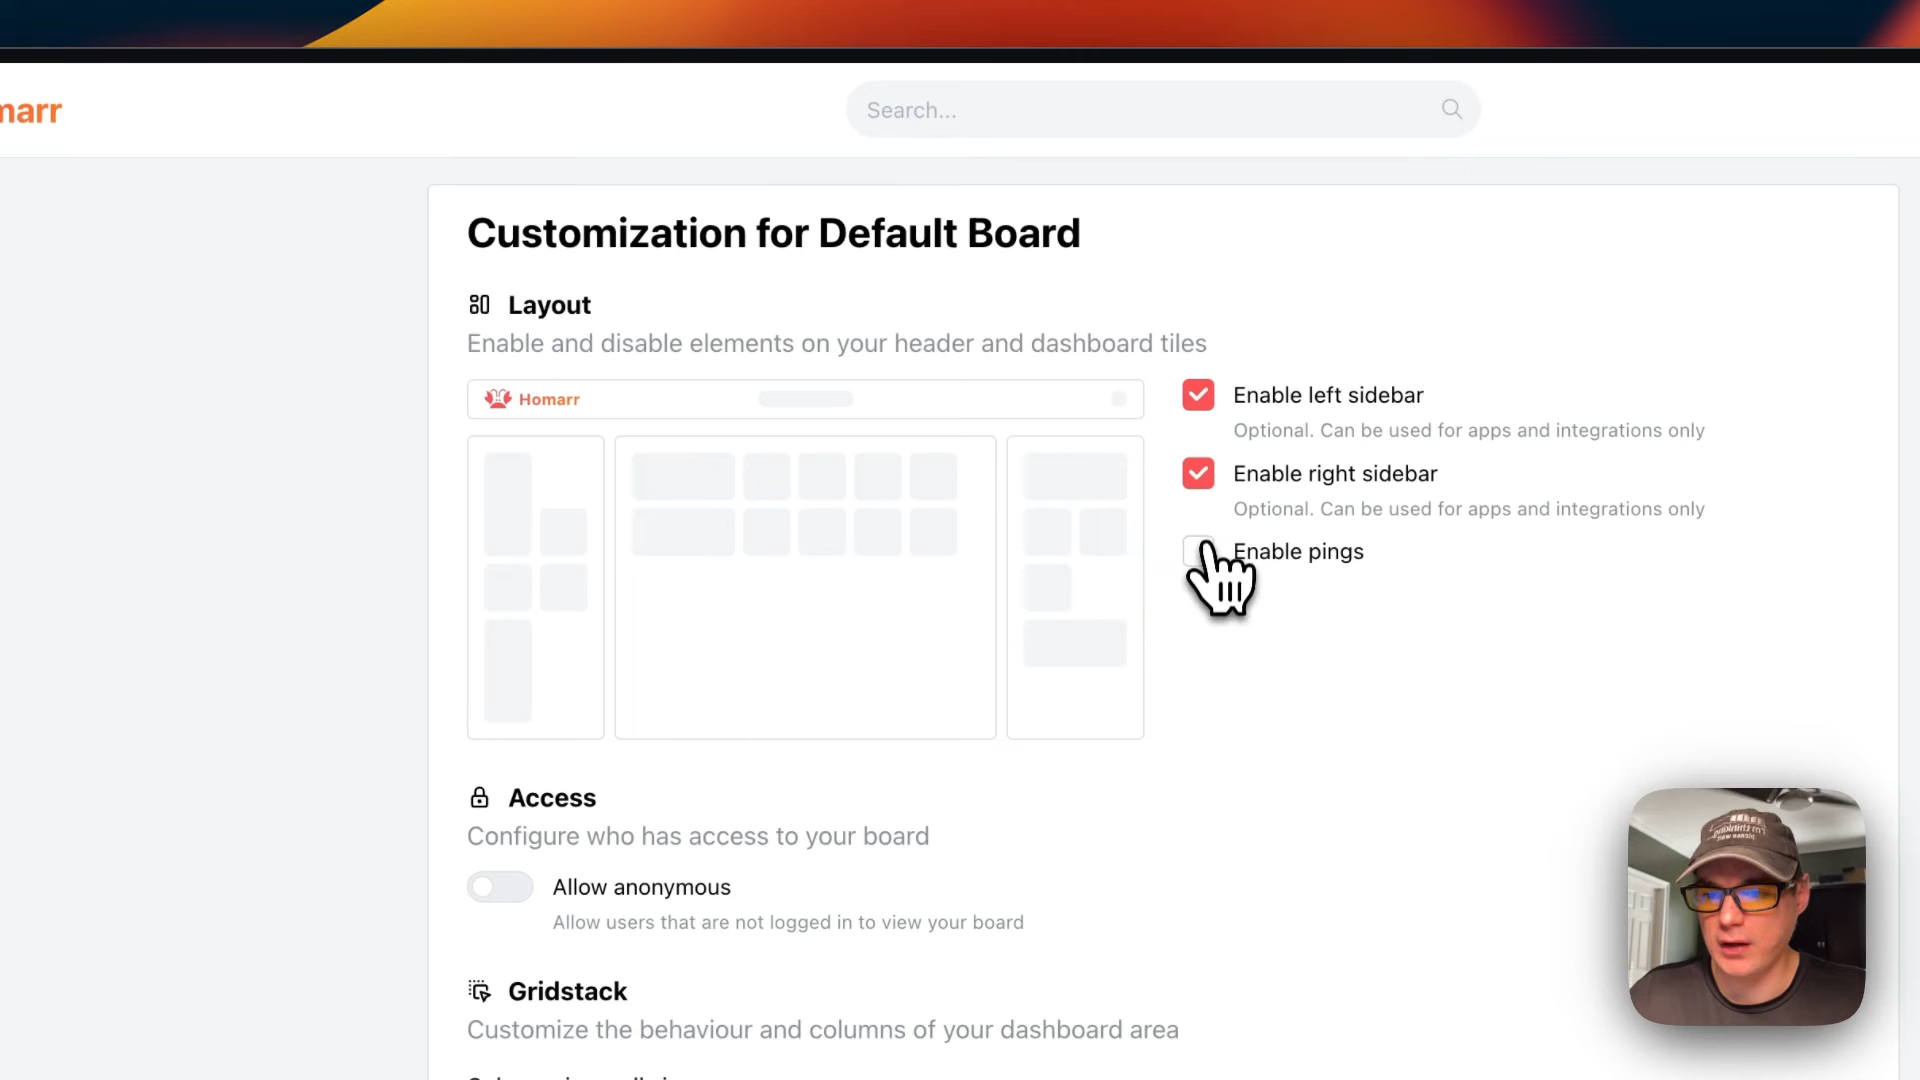 marr
Search...
Customization for Default Board
Layout
Enable and disable elements on your header and dashboard tiles
Homarr
Enable left sidebar
Optional. Can be used for apps and integrations only
Enable right sidebar
Optional. Can be used for apps and integrations only
Enable pings
Access
Configure who has access to your board
Allow anonymous
Allow users that are not logged in to view your board
Gridstack
Customize the behaviour and columns of your dashboard area